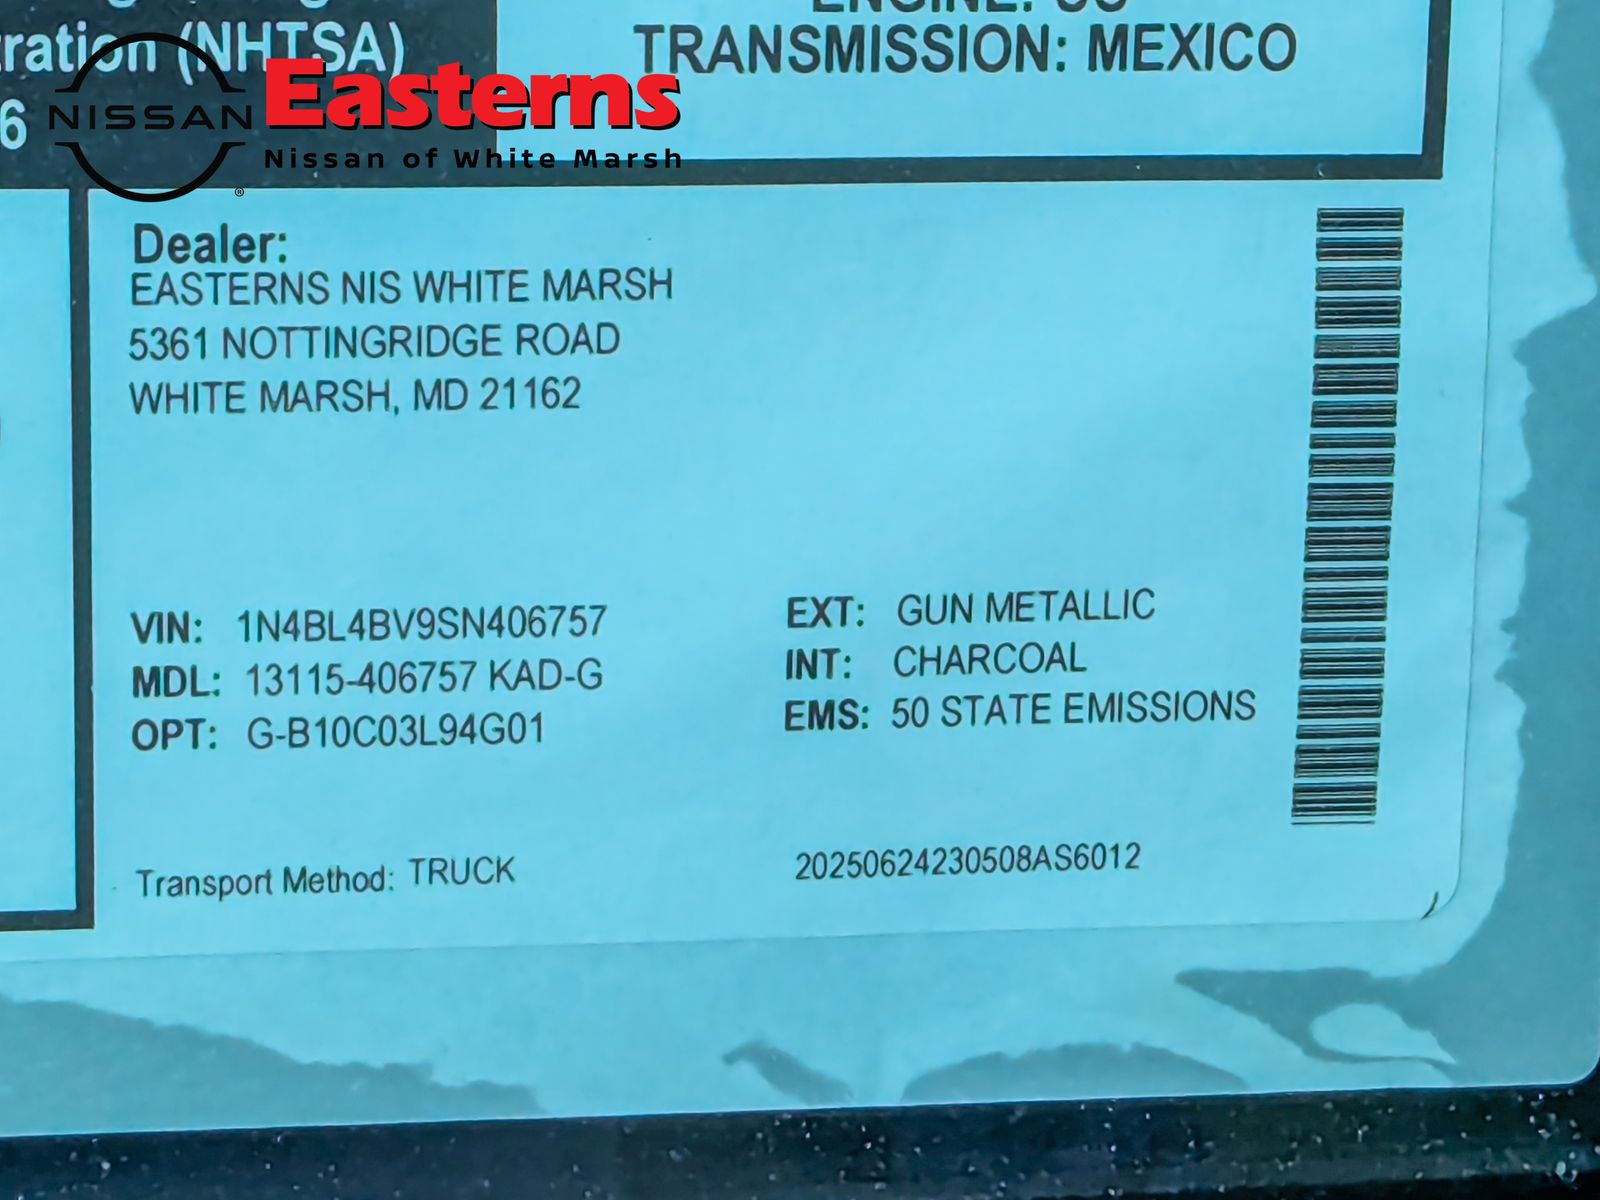 tration (NHTSA)
6
TRANSMISSION: MEXICO
NISSAN
®
Easterns
Nissan of White Marsh
Dealer:
EASTERNS NIS WHITE MARSH
5361 NOTTINGRIDGE ROAD
WHITE MARSH, MD 21162
VIN: 1N4BL4BV9SN406757
MDL: 13115-406757 KAD-G
OPT: G-B10C03L94G01
EXT: GUN METALLIC
INT: CHARCOAL
EMS: 50 STATE EMISSIONS
Transport Method: TRUCK
20250624230508AS6012